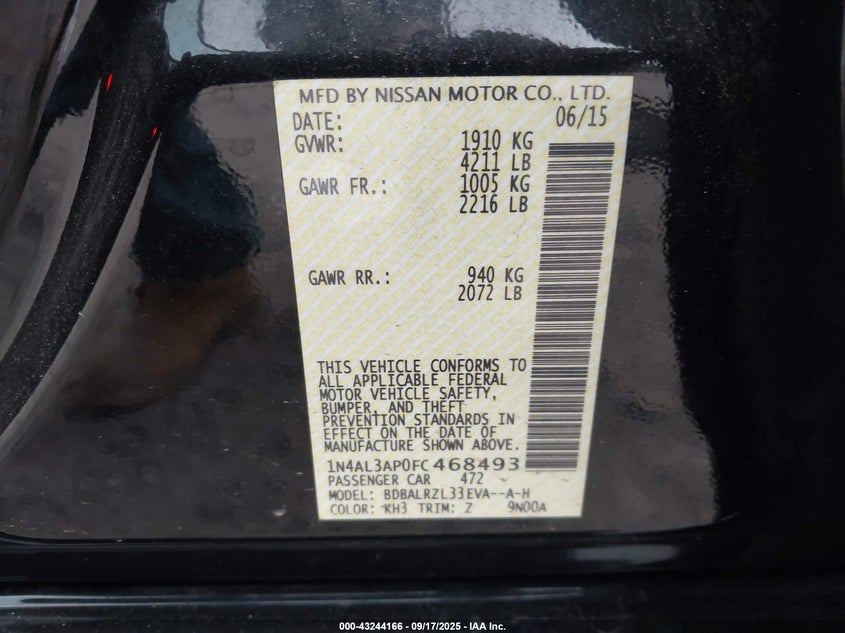 MFD BY NISSAN MOTOR CO., LTD.
DATE: 06/15
GVWR: 1910 KG
4211 LB
GAWR FR.: 1005 KG
2216 LB
GAWR RR.: 940 KG
2072 LB
THIS VEHICLE CONFORMS TO
ALL APPLICABLE FEDERAL
MOTOR VEHICLE SAFETY,
BUMPER, AND THEFT
PREVENTION STANDARDS IN
EFFECT ON THE DATE OF
MANUFACTURE SHOWN ABOVE.
1N4AL3AP0FC468493
PASSENGER CAR 472
MODEL: BDBALRZL33EVA--A-H
COLOR: KH3 TRIM: Z 9N00A
000-43244166 - 09/17/2025 - IAA Inc.